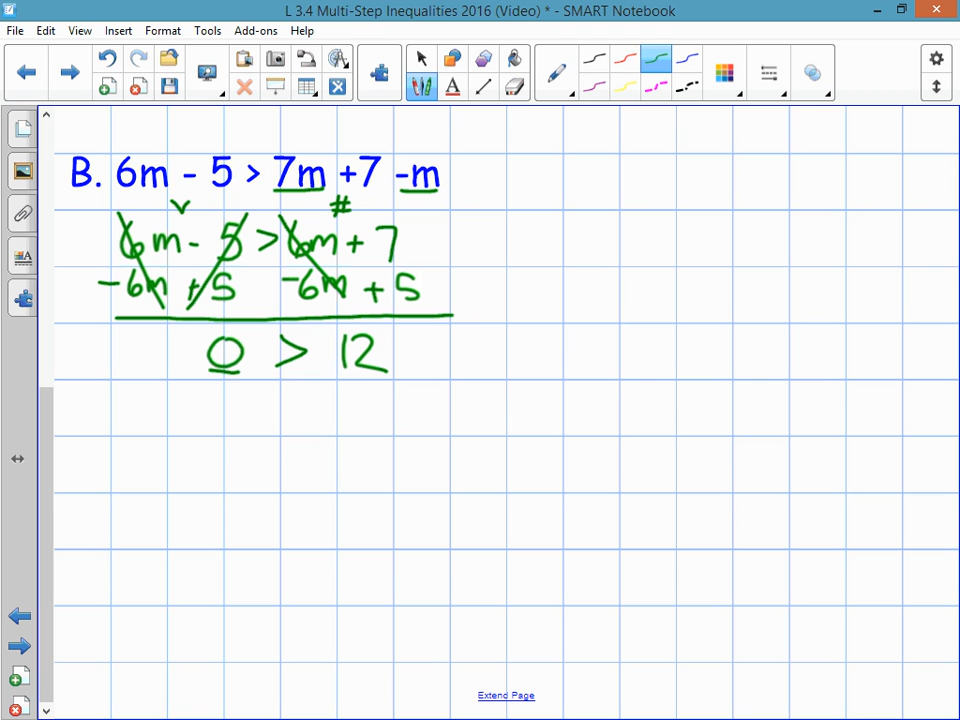 L 3.4 Multi-Step Inequalities 2016 (Video) * - SMART Notebook
File Edit View Insert Format Tools Add-ons Help
B. 6m - 5 > 7m +7 -m
v #
6m - 5 > 6m + 7
-6m + 5 -6m + 5
0 > 12
Extend Page